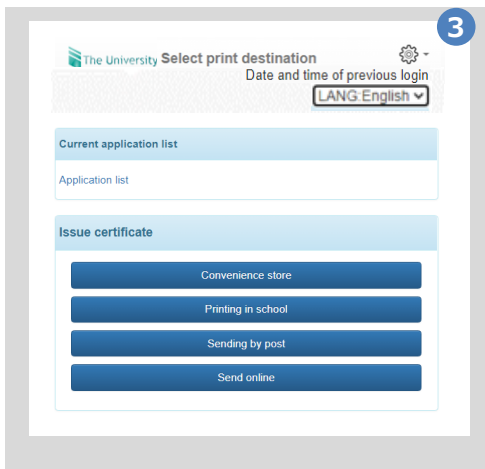 3
The University Select print destination
Date and time of previous login
LANG:English
Current application list
Application list
Issue certificate
Convenience store
Printing in school
Sending by post
Send online